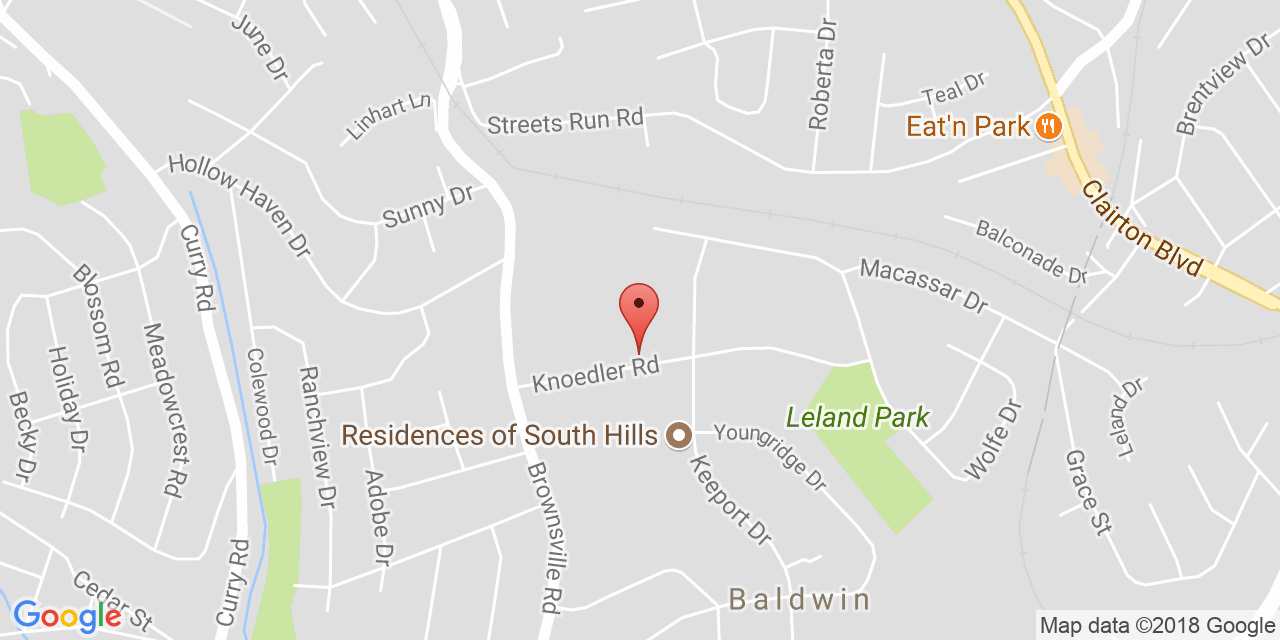 June Dr
Roberta Dr
Brentview Dr
Teal Dr
Linhart Ln
Streets Run Rd
Eat'n Park
Hollow Haven Dr
Sunny Dr
Clairton Blvd
Curry Rd
Balconade Dr
Macassar Dr
Blossom Rd
Meadowcrest Rd
Holiday Dr
Becky Dr
Colewood Dr
Ranchview Dr
Knoedler Rd
Leland Park
Leland Dr
Wolfe Dr
Residences of South Hills
Youngridge Dr
Adobe Dr
Brownsville Rd
Keeport Dr
Grace St
Curry Rd
Cedar St
Baldwin
Google
Map data ©2018 Google